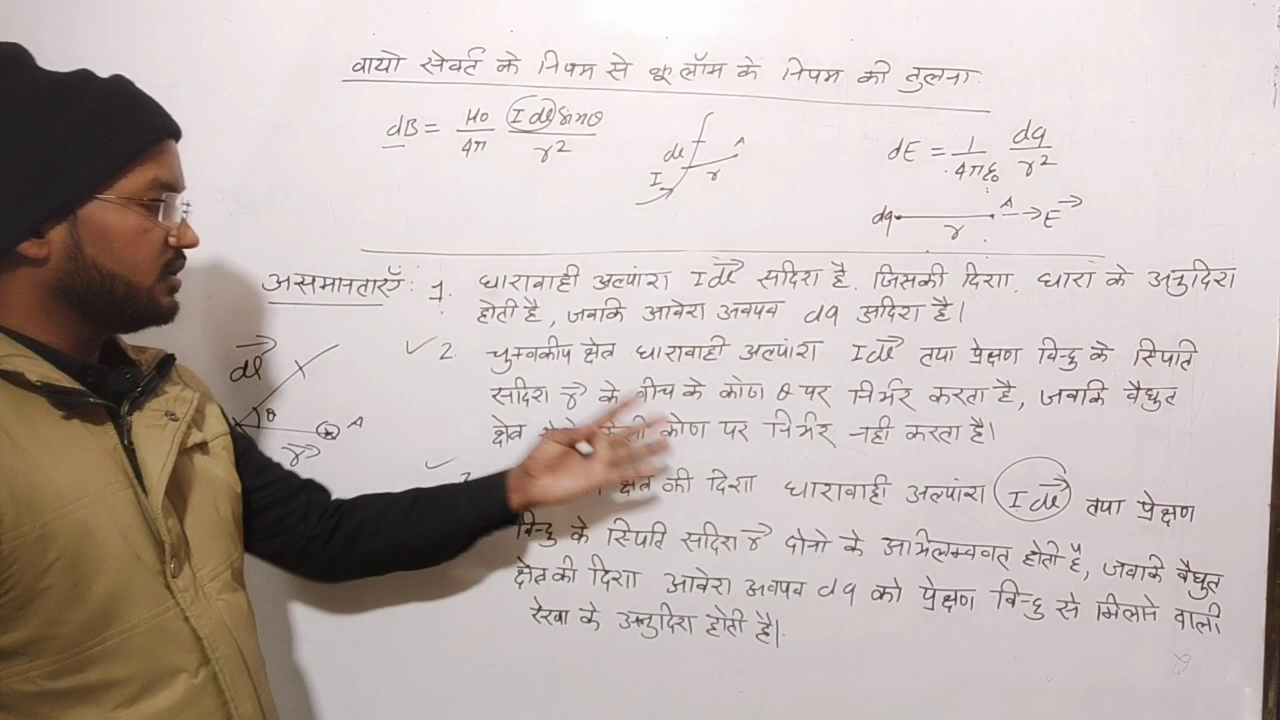 वायो सेवर्ट के नियम से कूलॉम के नियम की तुलना
dB = μ0/4π Idl sinθ/r2
dl
A
r
I
dE = 1/4πε0 dq/r2
dq
A
E→
r
असमानताएँ : 1. धारावाही अल्पांश Idl→ सदिश है. जिसकी दिशा. धारा के अनुदिश
होती है, जबकि आवेश अवयव dq अदिश है।
✓ 2. चुम्बकीय क्षेत्र धारावाही अल्पांश Idl→ तथा प्रेक्षण विन्दु के स्थिति
सदिश r→ के बीच के कोण θ पर निर्भर करता है, जबकि वैद्युत
क्षेत्र कोण पर निर्भर नही करता है।
dl→
θ
A
r→
✓ क्षेत्र की दिशा धारावाही अल्पांश Idl→ तथा प्रेक्षण
विन्दु के स्थिति सदिश r→ दोनो के अभिलम्बवत होती है, जबकि वैद्युत
क्षेत्र की दिशा आवेश अवयव dq को प्रेक्षण विन्दु से मिलाने वाली
रेखा के अनुदिश होती है।